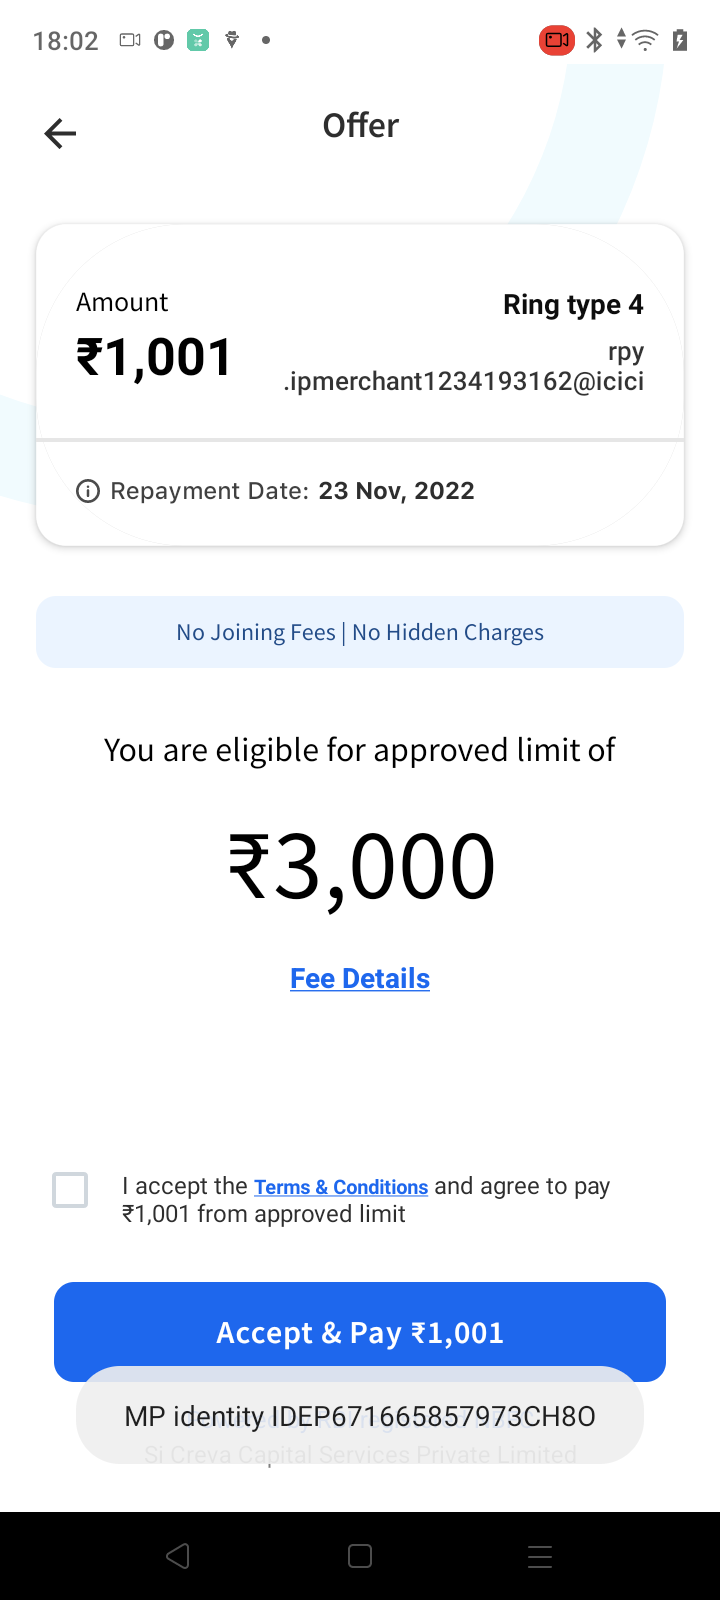 18:02
Offer
Amount
Ring type 4
₹1,001
rpy
.ipmerchant1234193162@icici
Repayment Date: 23 Nov, 2022
No Joining Fees | No Hidden Charges
You are eligible for approved limit of
₹3,000
Fee Details
I accept the Terms & Conditions and agree to pay
₹1,001 from approved limit
Accept & Pay ₹1,001
MP identity IDEP671665857973CH8O
Si Creva Capital Services Private Limited